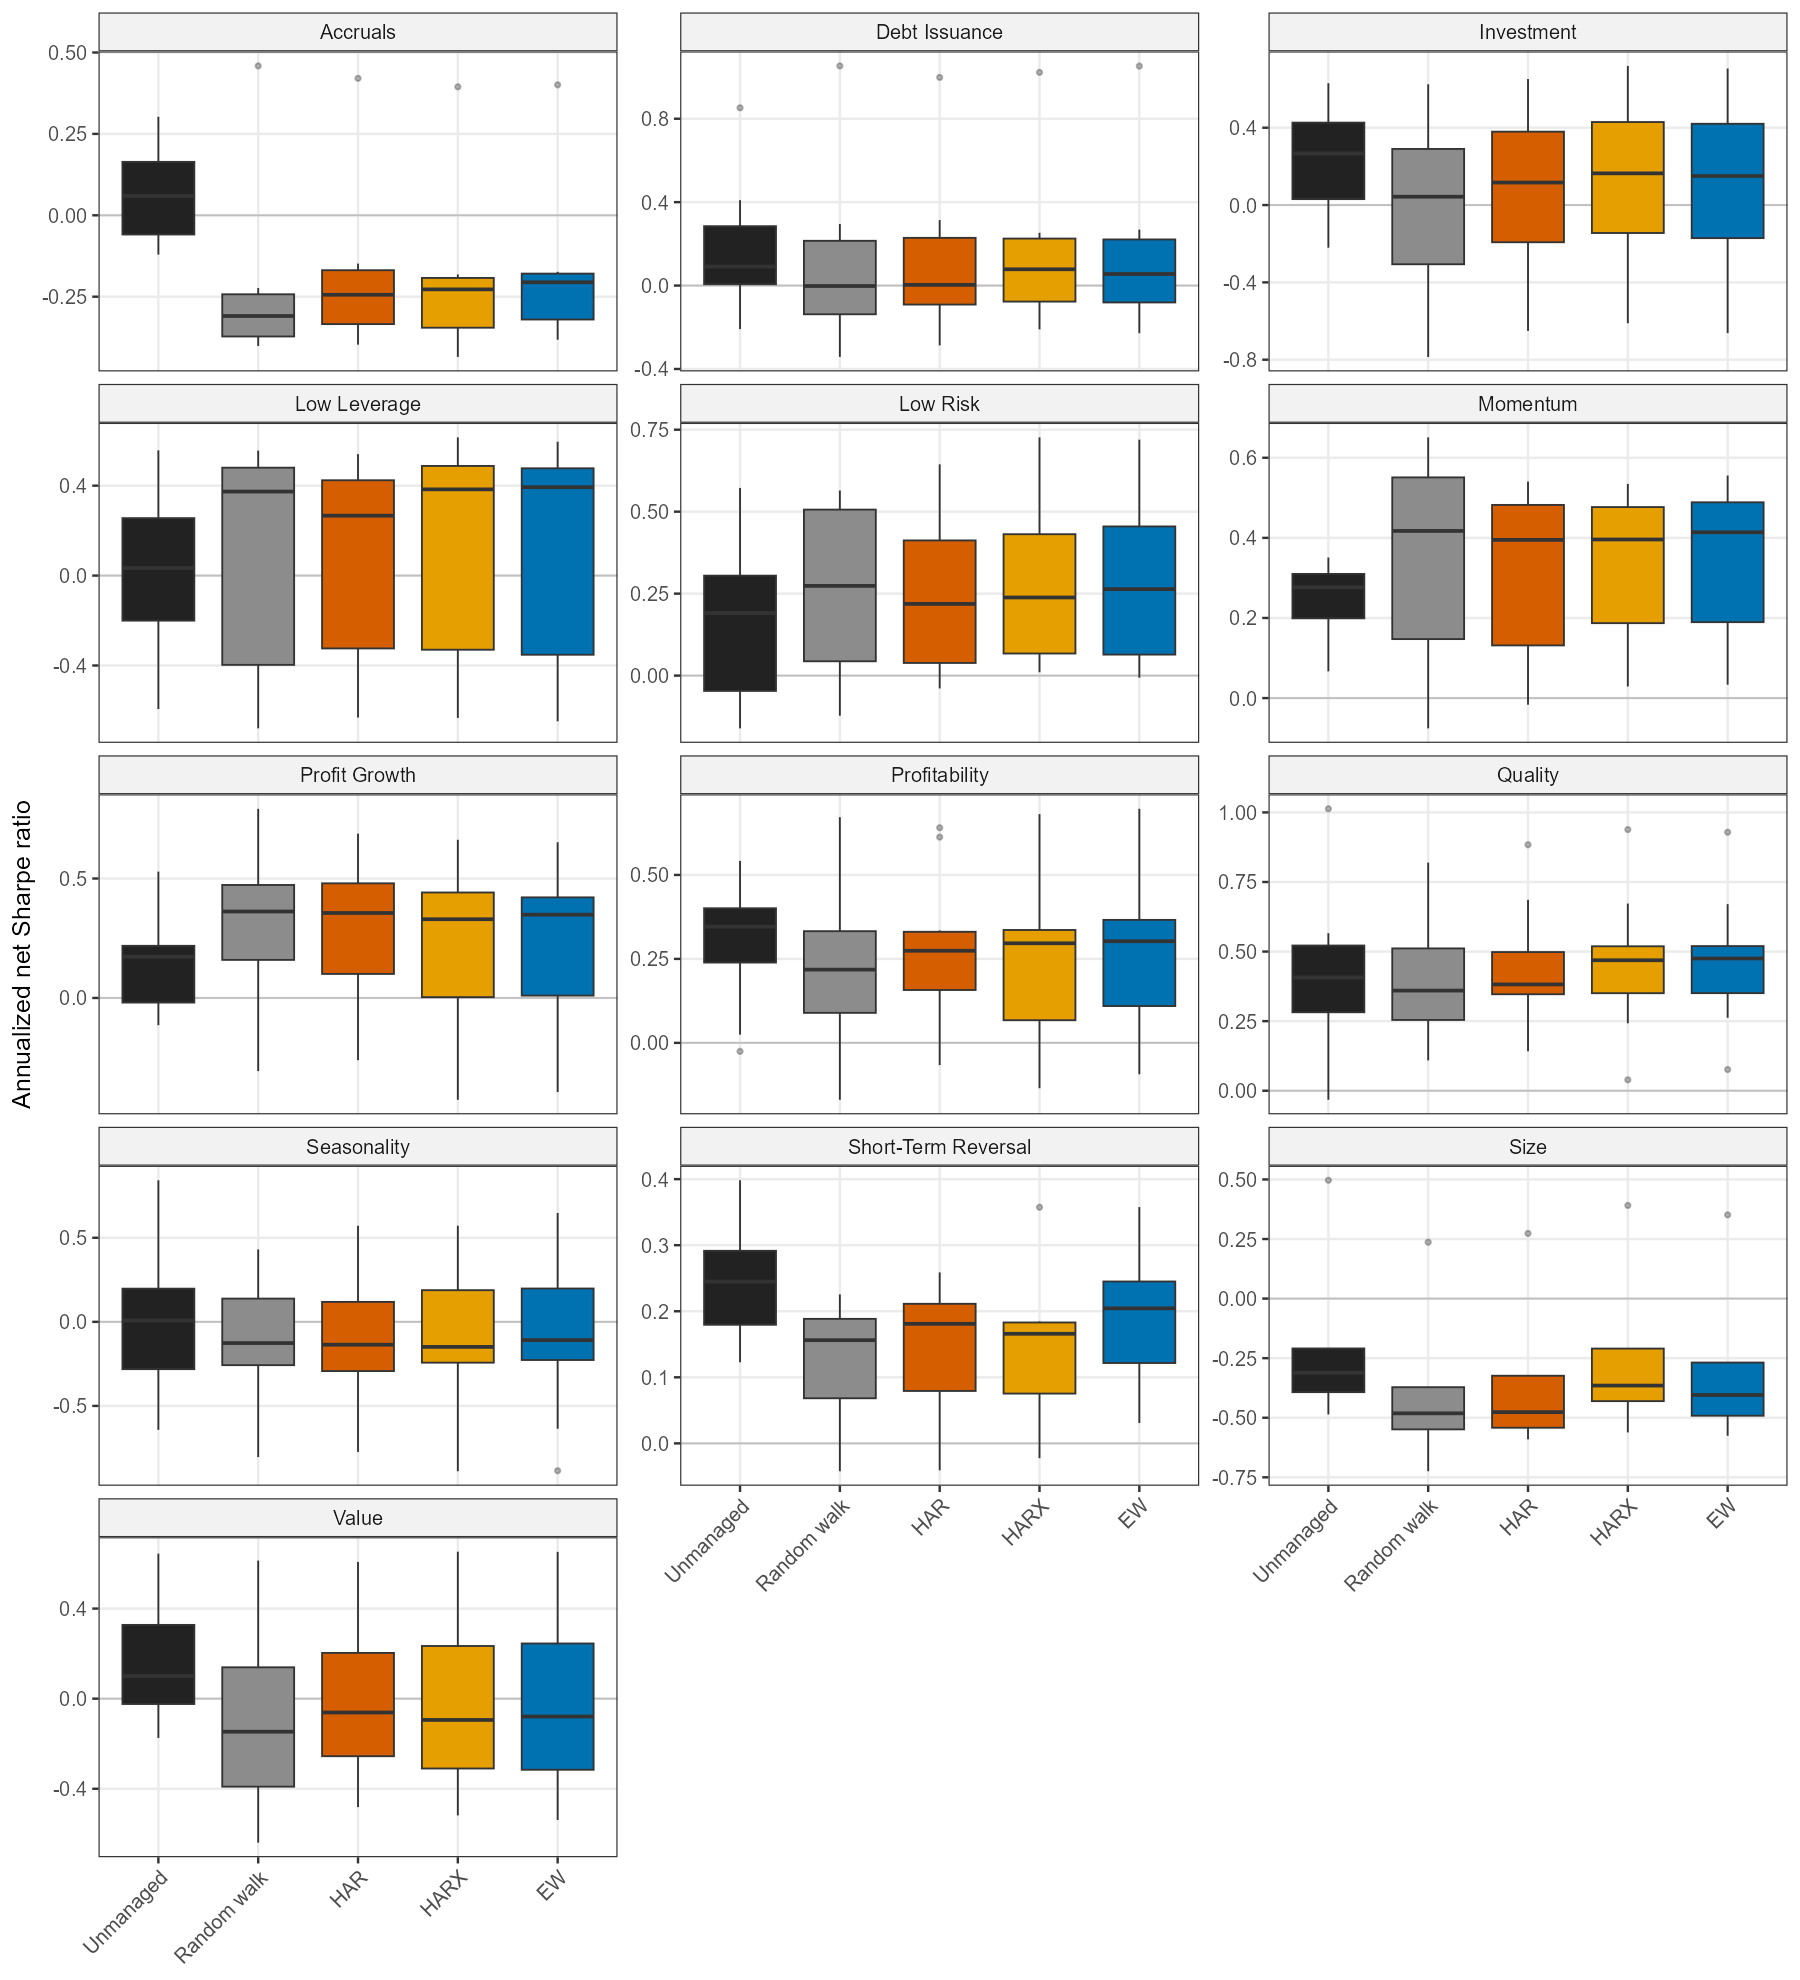 Accruals
Debt Issuance
Investment
0.50
0.25
0.00
-0.25
0.8
0.4
0.0
-0.4
0.4
0.0
-0.4
-0.8
Low Leverage
Low Risk
Momentum
0.4
0.0
-0.4
0.75
0.50
0.25
0.00
0.6
0.4
0.2
0.0
Annualized net Sharpe ratio
Profit Growth
Profitability
Quality
0.5
0.0
0.50
0.25
0.00
1.00
0.75
0.50
0.25
0.00
Seasonality
Short-Term Reversal
Size
0.5
0.0
-0.5
0.4
0.3
0.2
0.1
0.0
0.50
0.25
0.00
-0.25
-0.50
-0.75
Unmanaged
Random walk
HAR
HARX
EW
Unmanaged
Random walk
HAR
HARX
EW
Value
0.4
0.0
-0.4
Unmanaged
Random walk
HAR
HARX
EW